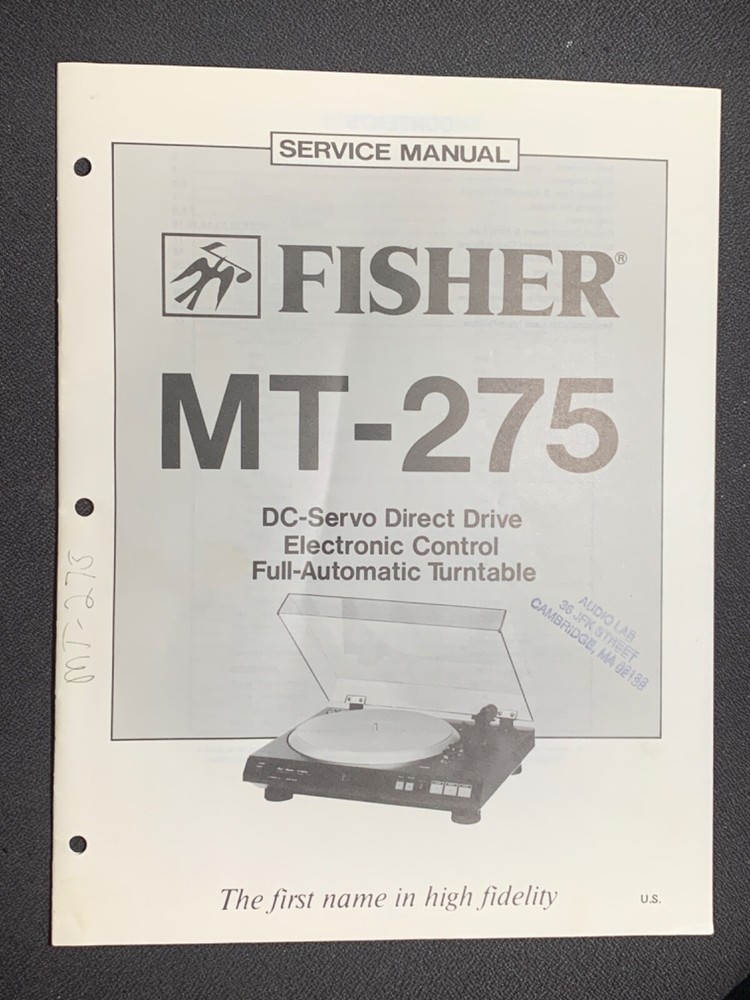 SERVICE MANUAL
FISHER®
MT-275
DC-Servo Direct Drive
Electronic Control
Full-Automatic Turntable
AUDIO LAB
36 JFK STREET
CAMBRIDGE, MA 02138
MT-275
The first name in high fidelity
U.S.